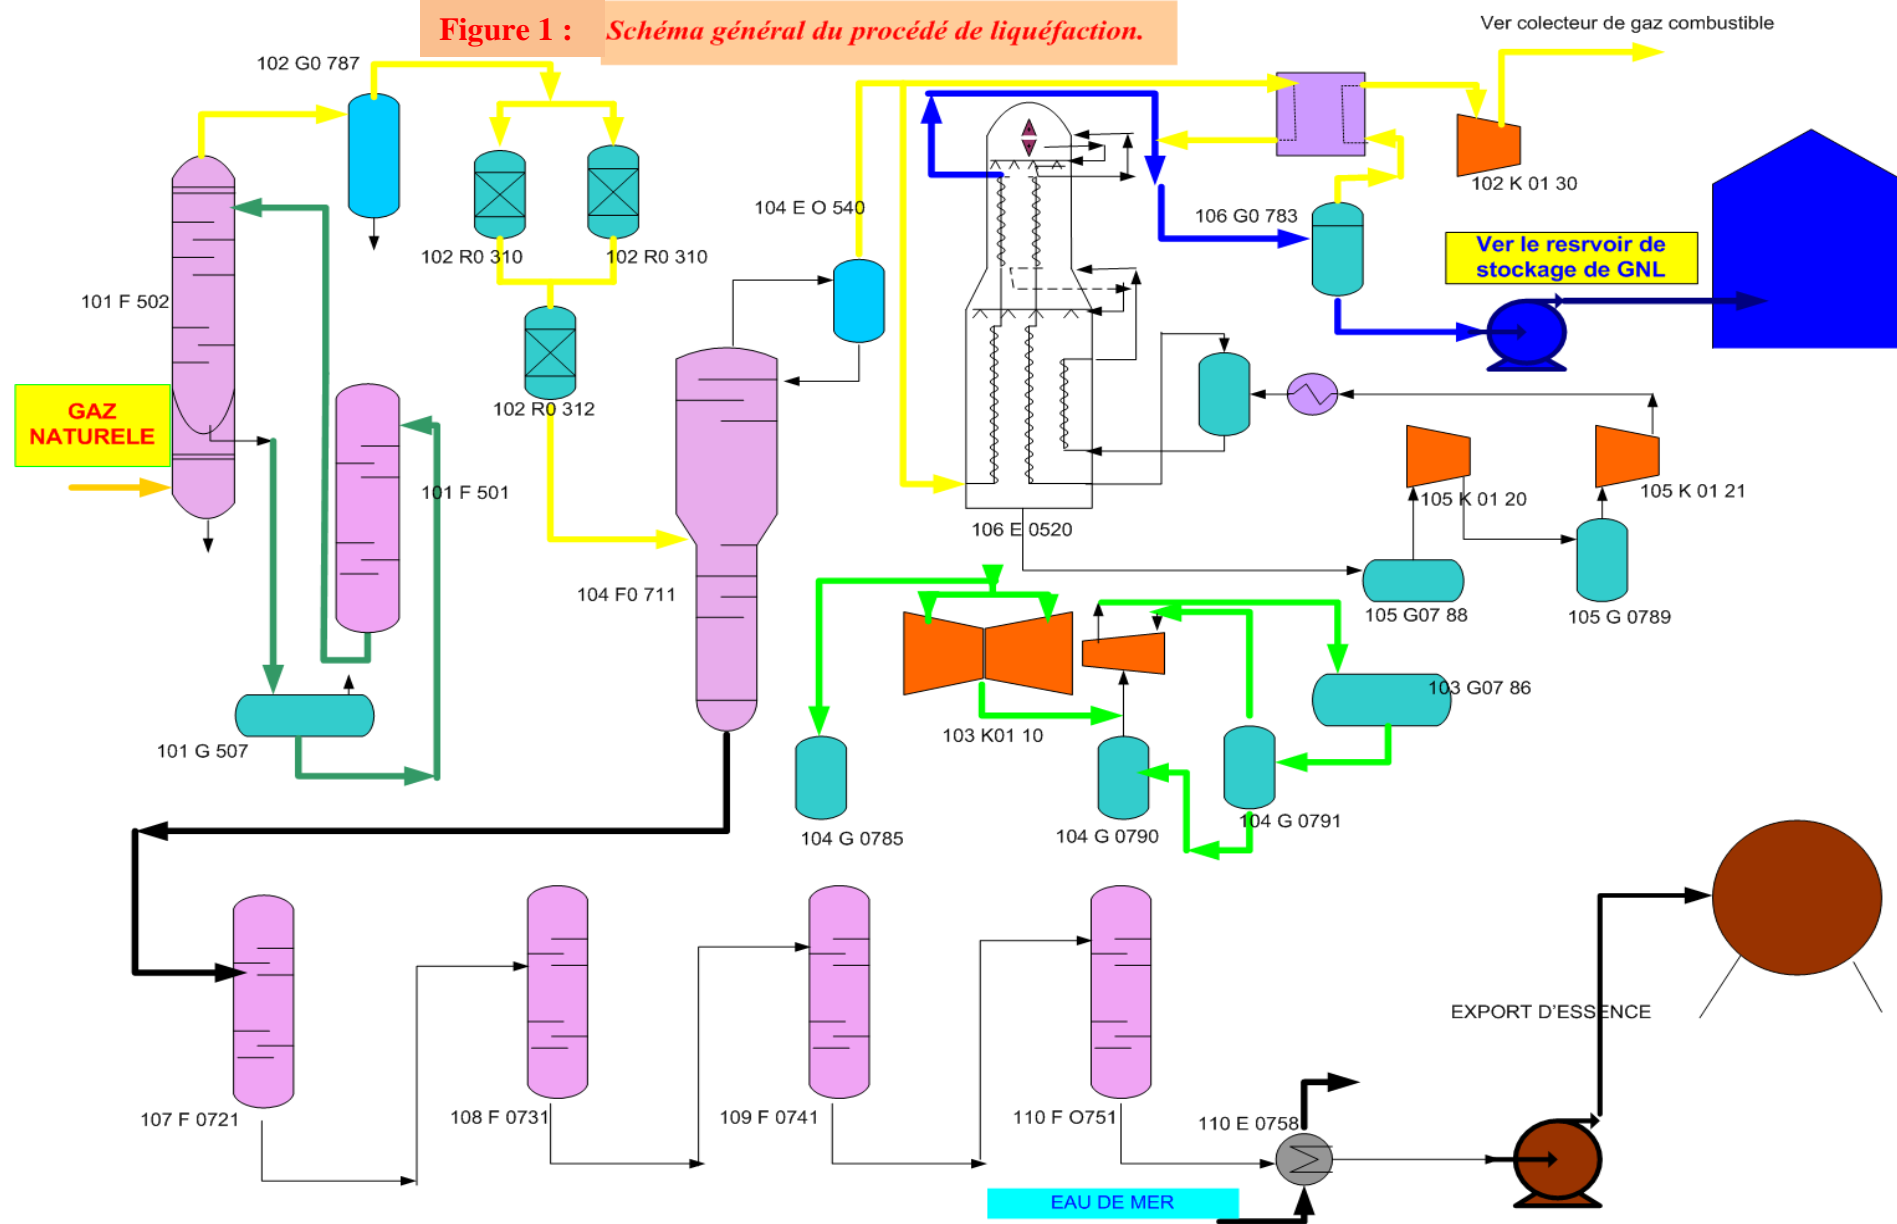 Figure 1 : Schéma général du procédé de liquéfaction.
Ver colecteur de gaz combustible
102 G0 787
102 K 01 30
104 E O 540
106 G0 783
102 R0 310
102 R0 310
Ver le resrvoir de
stockage de GNL
101 F 502
102 R0 312
GAZ
NATURELE
101 F 501
105 K 01 20
105 K 01 21
106 E 0520
104 F0 711
105 G07 88
105 G 0789
103 G07 86
101 G 507
103 K01 10
104 G 0785
104 G 0790
104 G 0791
EXPORT D'ESSENCE
107 F 0721
108 F 0731
109 F 0741
110 F O751
110 E 0758
EAU DE MER